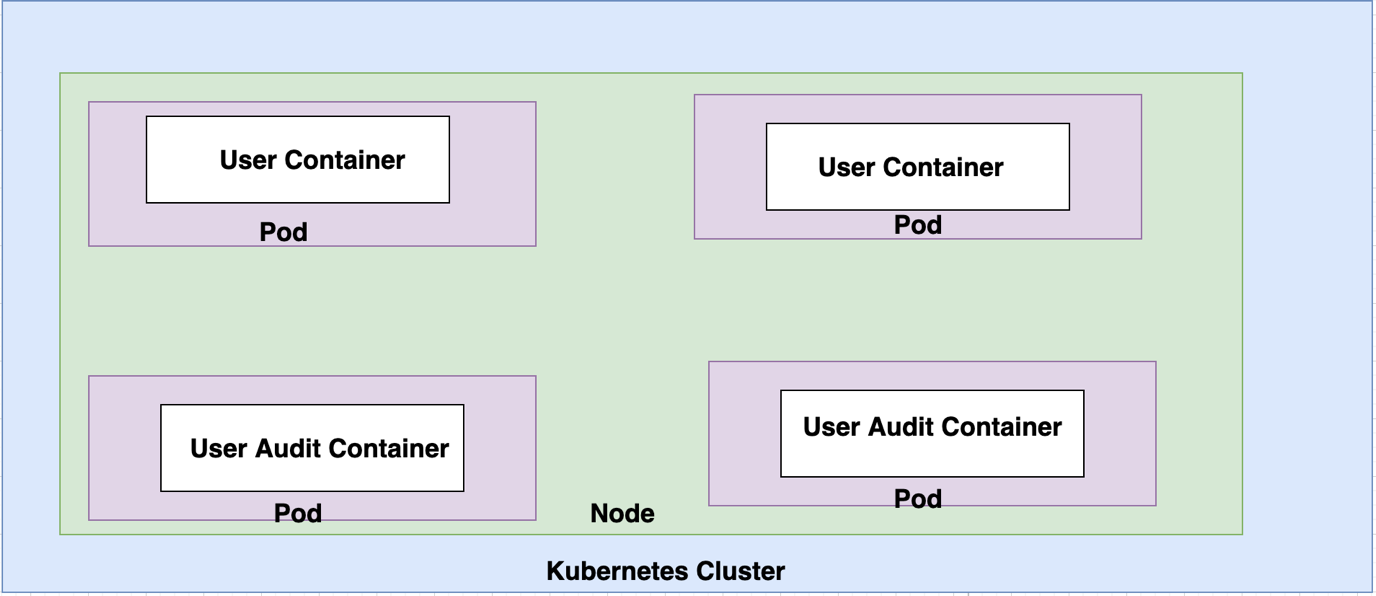 User Container
Pod
User Container
Pod
User Audit Container
Pod
User Audit Container
Pod
Node
Kubernetes Cluster